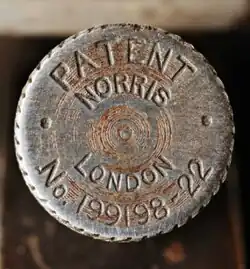 PATENT
NORRIS
LONDON
No. 199198-22